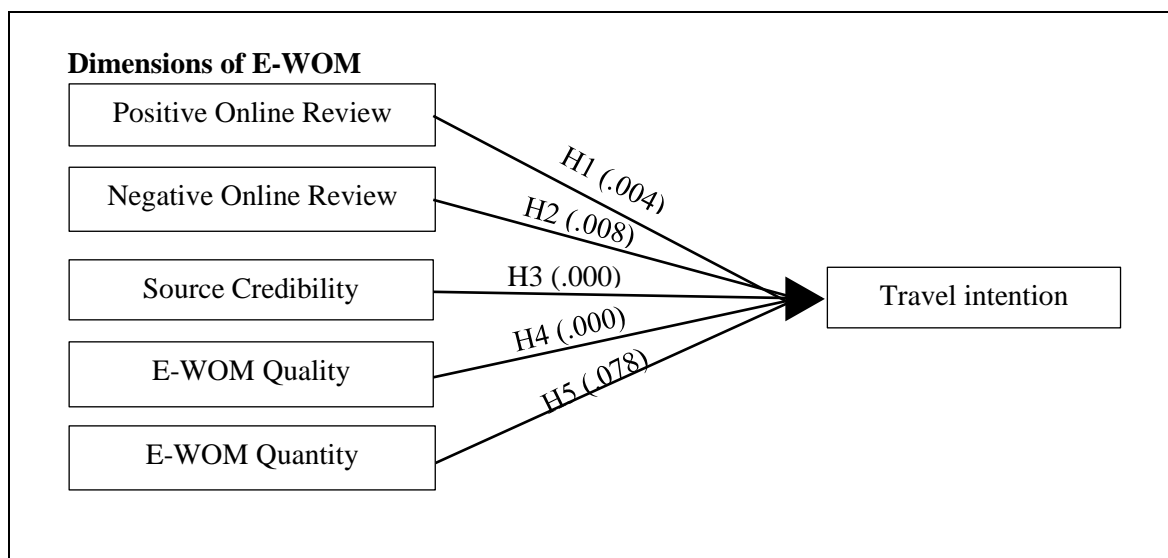 Dimensions of E-WOM
Positive Online Review
Negative Online Review
Source Credibility
E-WOM Quality
E-WOM Quantity
H1 (.004)
H2 (.008)
H3 (.000)
H4 (.000)
H5 (.078)
Travel intention